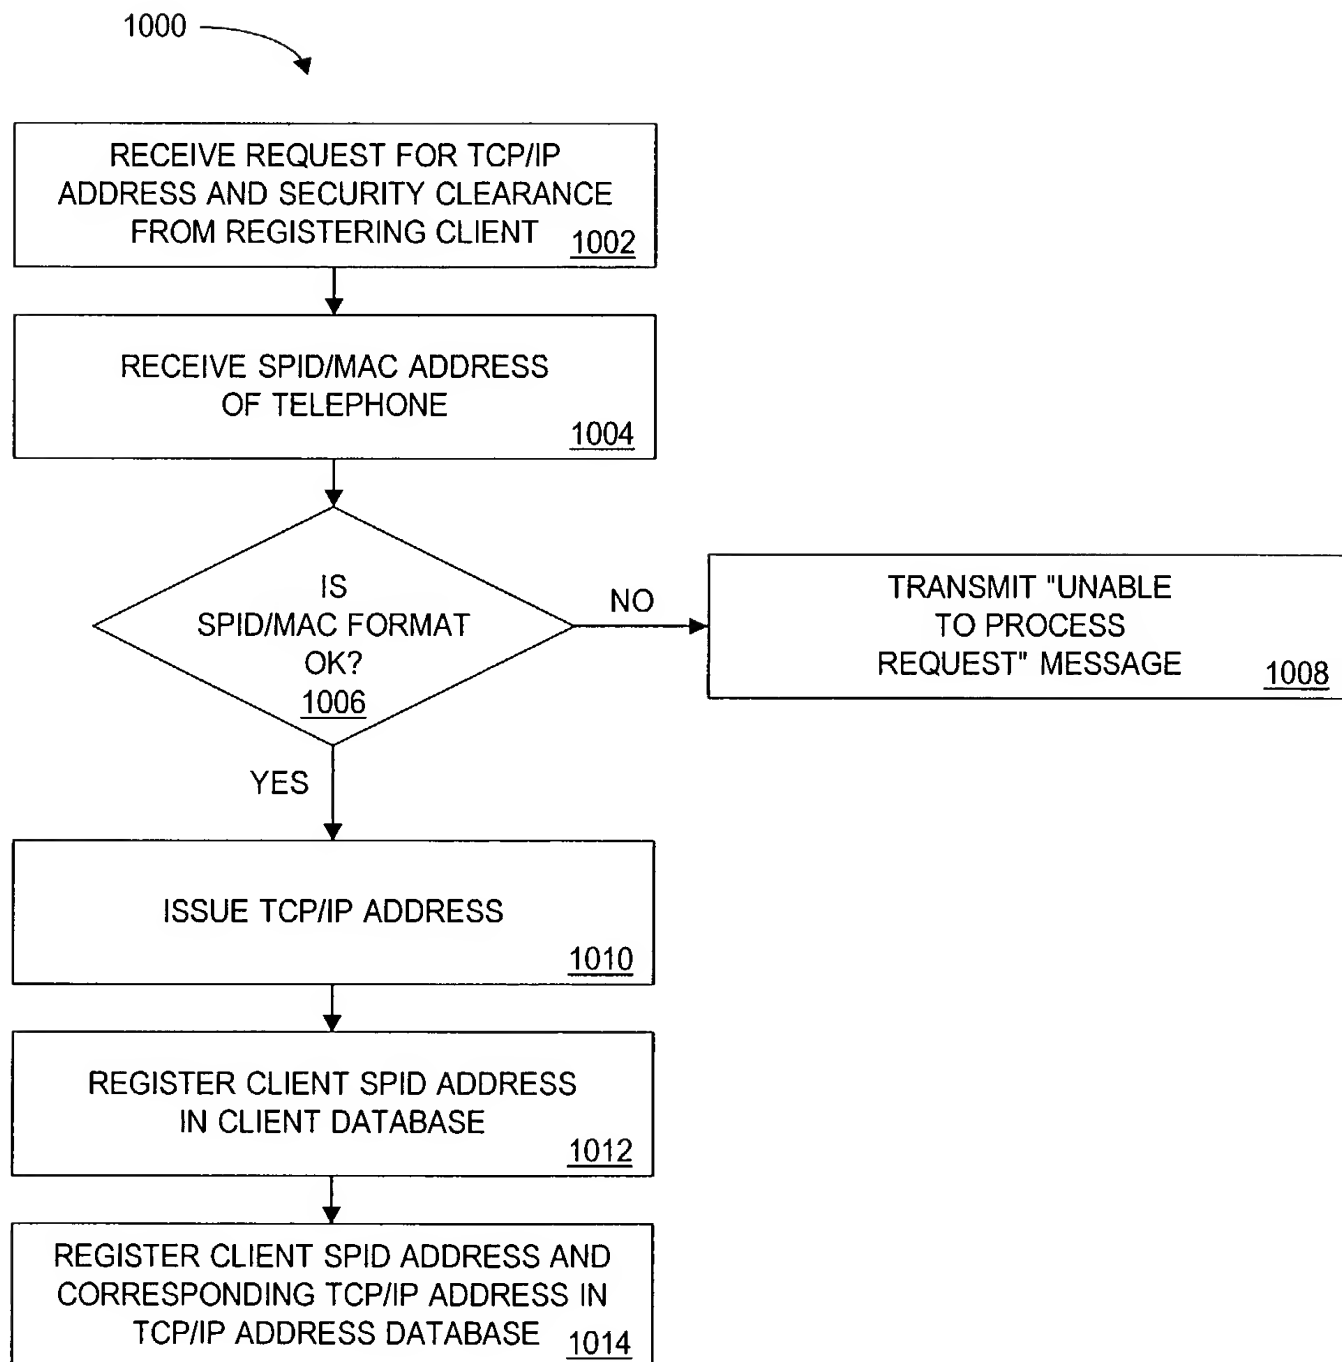 1000
RECEIVE REQUEST FOR TCP/IP
ADDRESS AND SECURITY CLEARANCE
FROM REGISTERING CLIENT
1002
RECEIVE SPID/MAC ADDRESS
OF TELEPHONE
1004
IS
SPID/MAC FORMAT
OK?
1006
NO
TRANSMIT "UNABLE
TO PROCESS
REQUEST" MESSAGE
1008
YES
ISSUE TCP/IP ADDRESS
1010
REGISTER CLIENT SPID ADDRESS
IN CLIENT DATABASE
1012
REGISTER CLIENT SPID ADDRESS AND
CORRESPONDING TCP/IP ADDRESS IN
TCP/IP ADDRESS DATABASE
1014